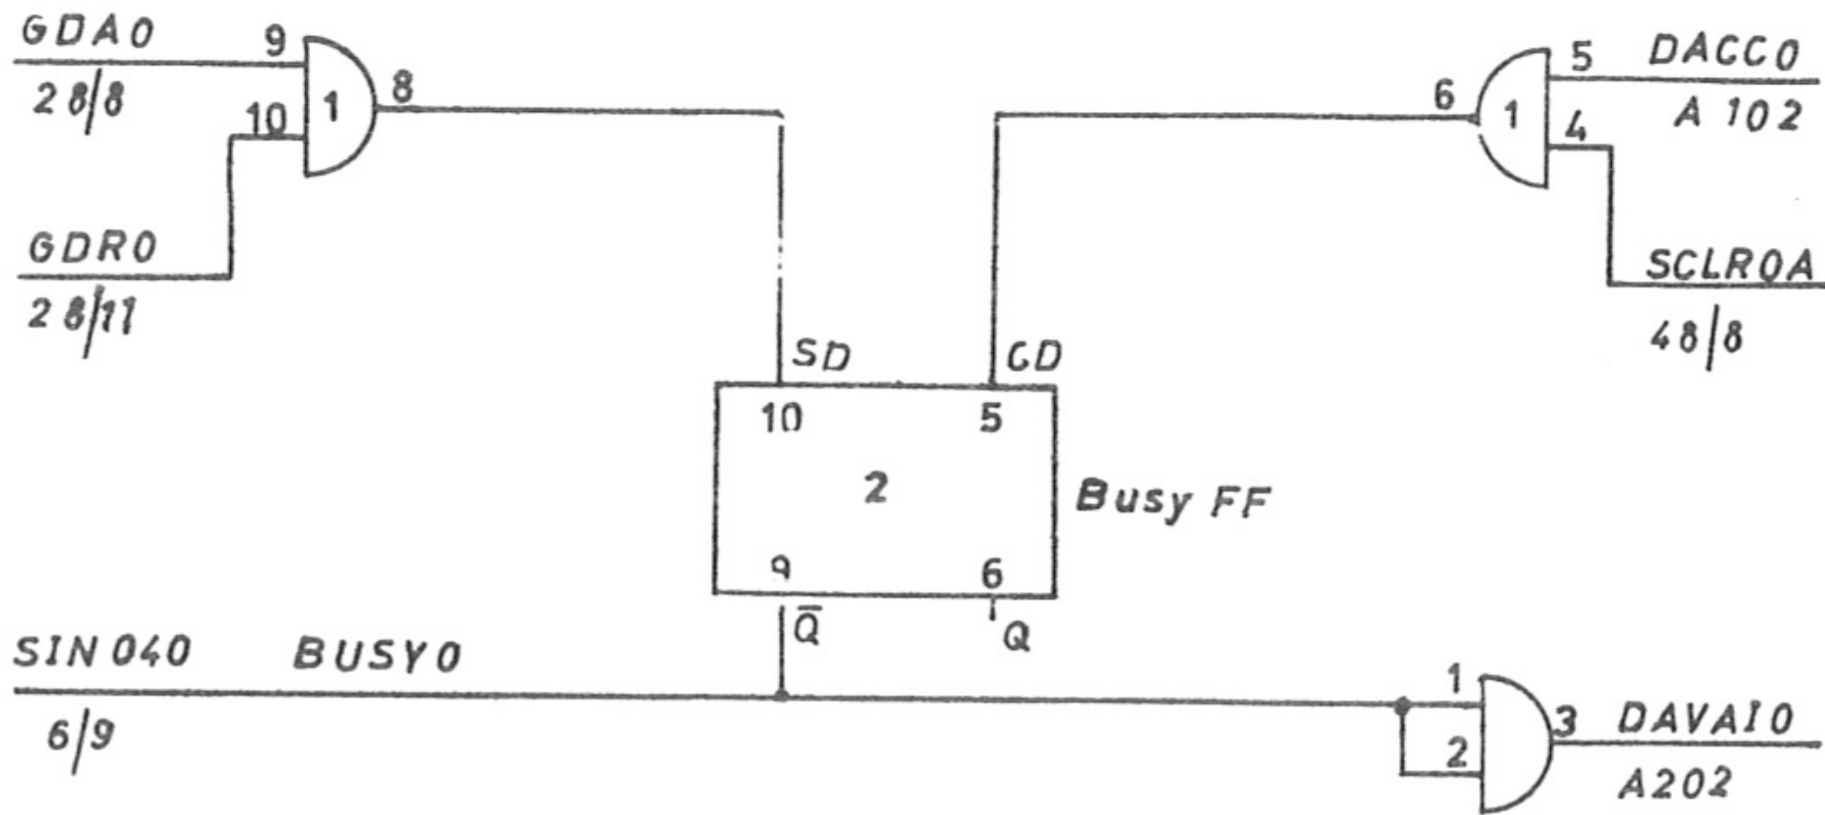 GDA0
9
28/8
10
1
8
GDR0
28/11
5
DACC0
6
1
4
A 102
SCLR0A
48/8
SD
CD
10
5
2
Busy FF
9
6
Q̅
Q
SIN 040 BUSY0
6/9
1
2
3
DAVAI0
A202